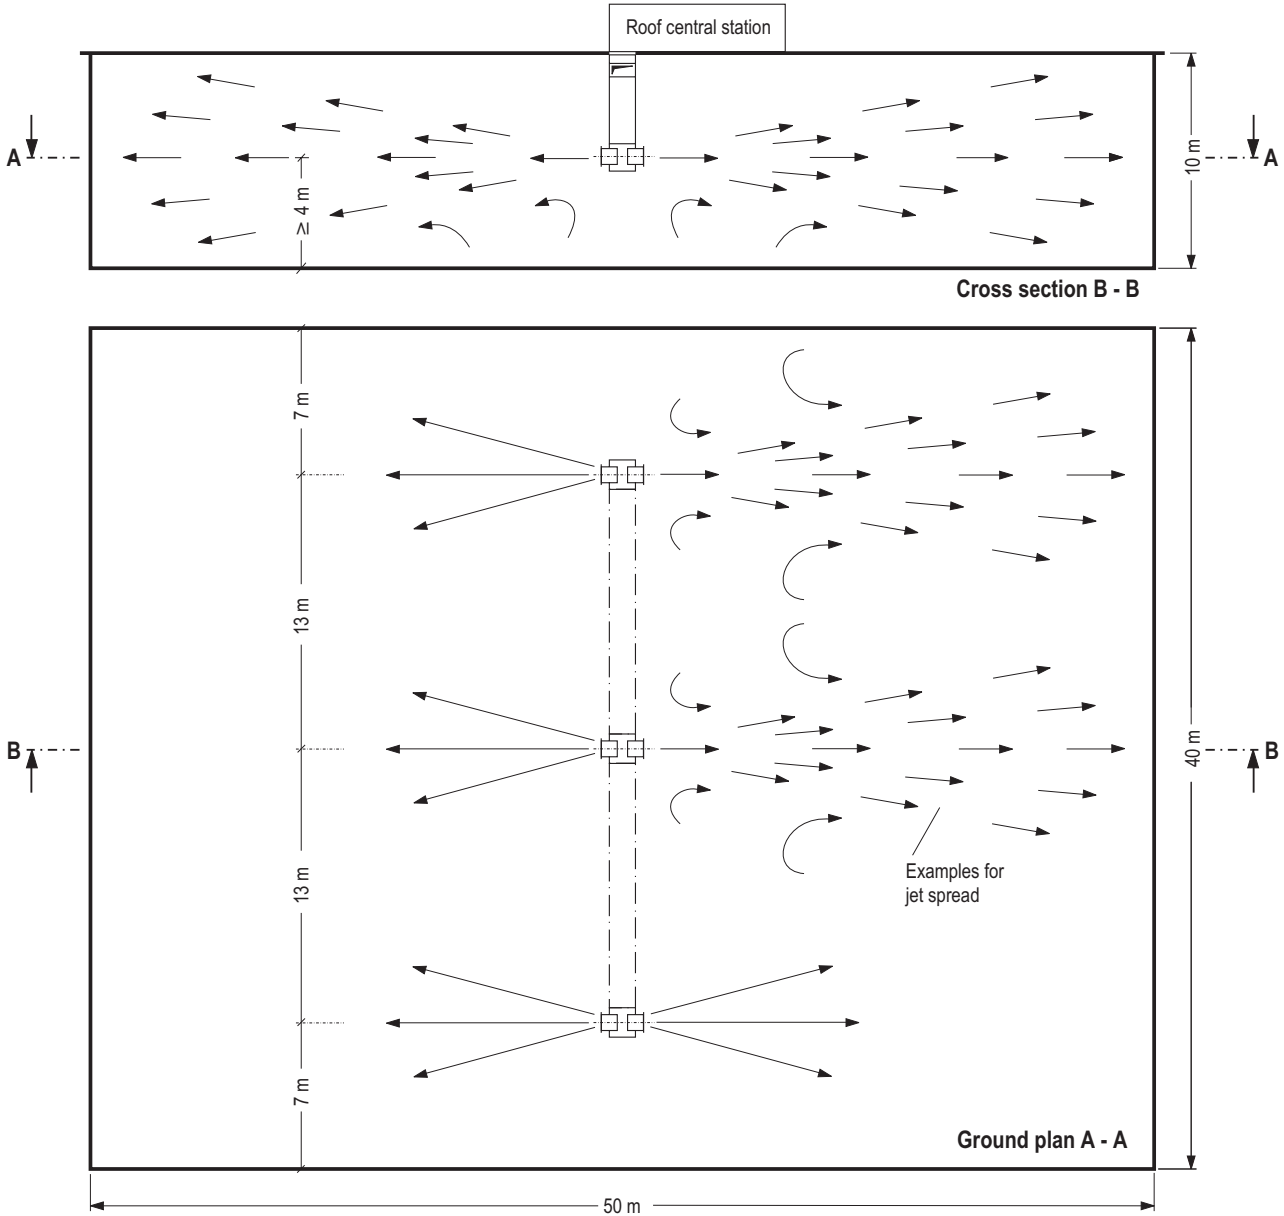 Roof central station
A
A
10 m
≥ 4 m
Cross section B - B
7 m
13 m
B
B
40 m
13 m
Examples for
jet spread
7 m
Ground plan A - A
50 m